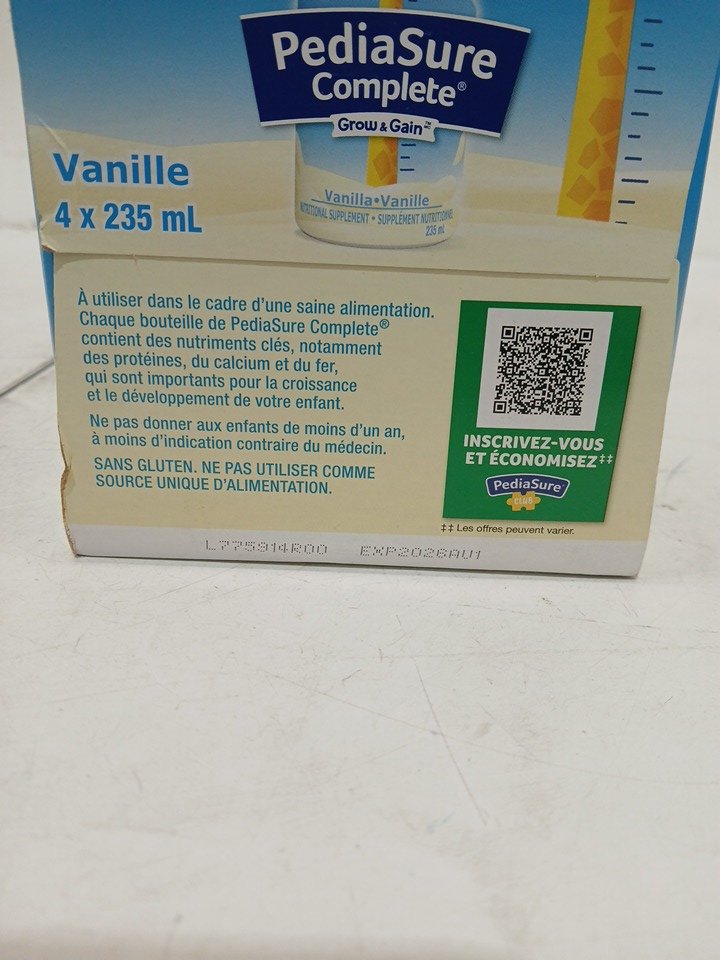 PediaSure
Complete®
Grow & Gain™ MC
Vanille
4 x 235 mL
Vanilla•Vanille
NUTRITIONAL SUPPLEMENT • SUPPLÉMENT NUTRITIONNEL
235 mL
À utiliser dans le cadre d'une saine alimentation.
Chaque bouteille de PediaSure Complete®
contient des nutriments clés, notamment
des protéines, du calcium et du fer,
qui sont importants pour la croissance
et le développement de votre enfant.
Ne pas donner aux enfants de moins d'un an,
à moins d'indication contraire du médecin.
SANS GLUTEN. NE PAS UTILISER COMME
SOURCE UNIQUE D'ALIMENTATION.
INSCRIVEZ-VOUS
ET ÉCONOMISEZ‡‡
PediaSure®
CLUB
‡‡ Les offres peuvent varier.
L775914R00 EXP2026AU1